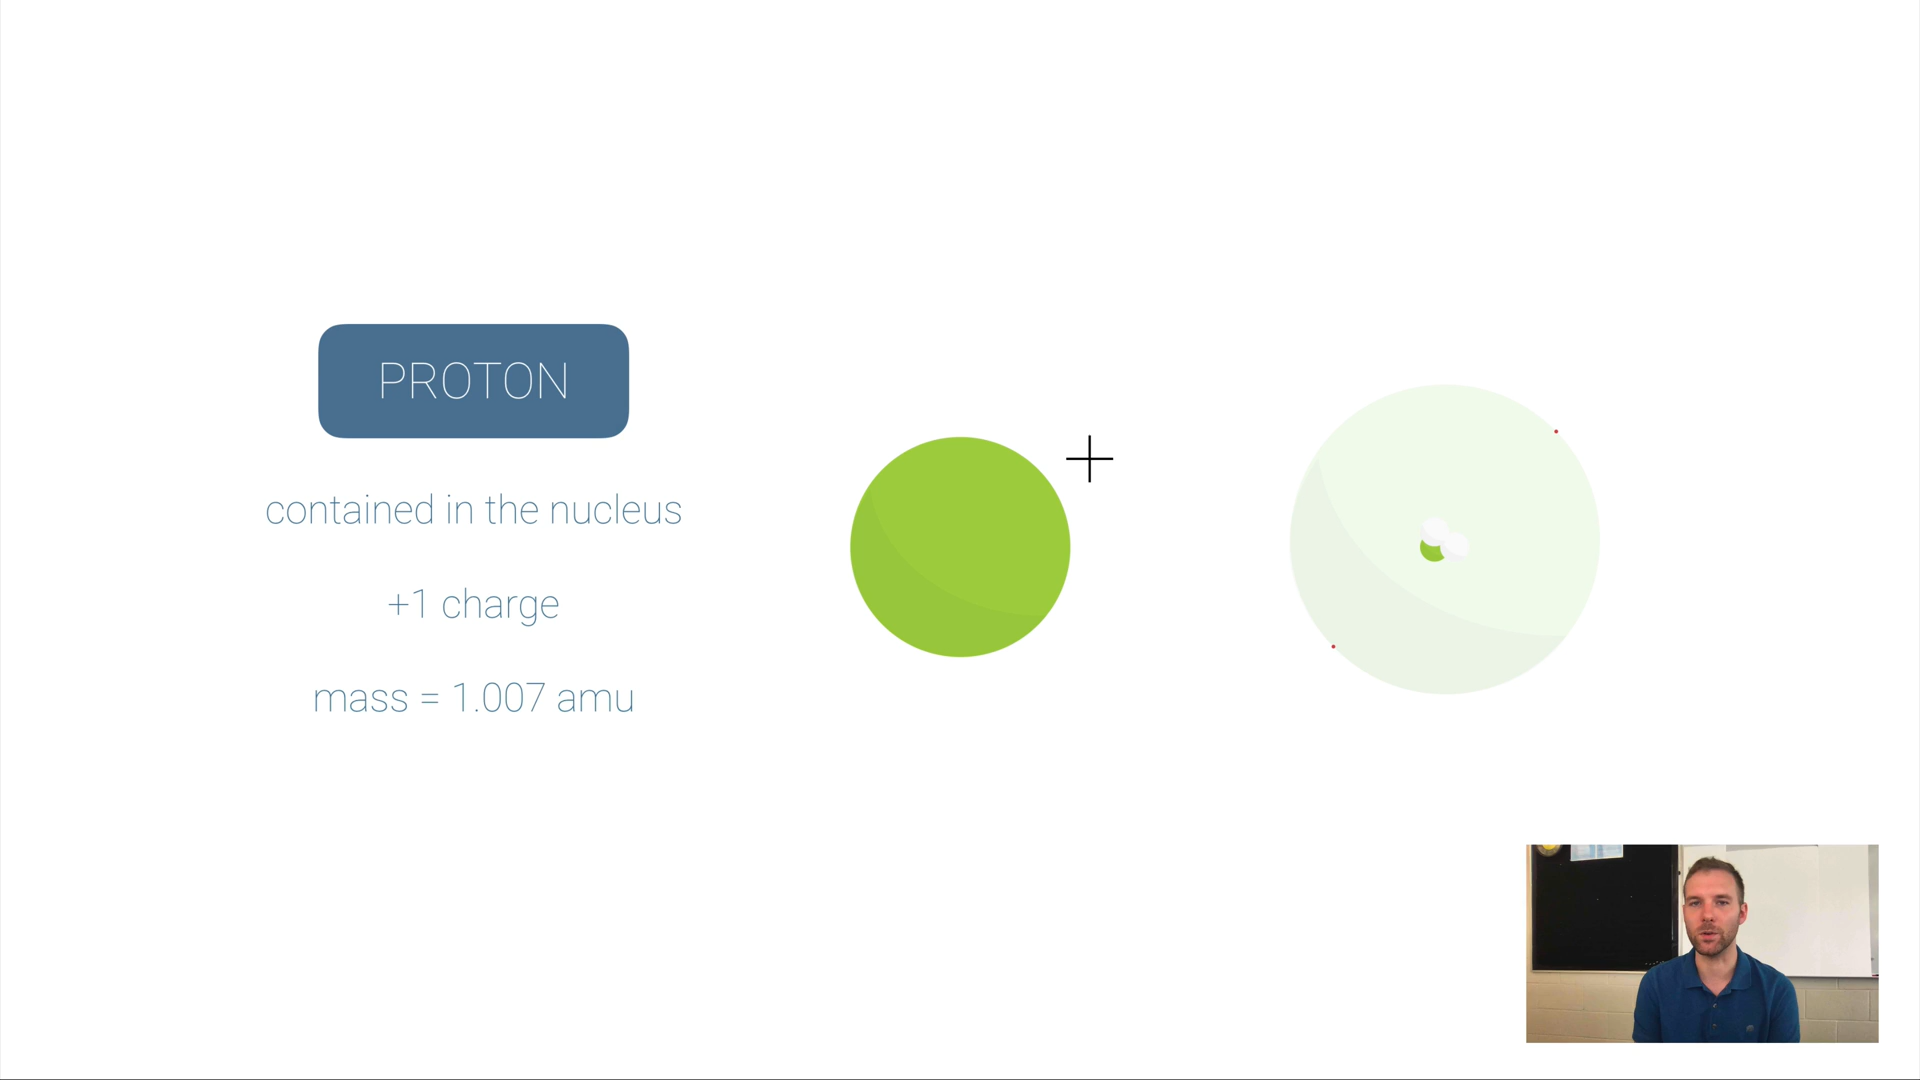 PROTON
contained in the nucleus
+1 charge
mass = 1.007 amu